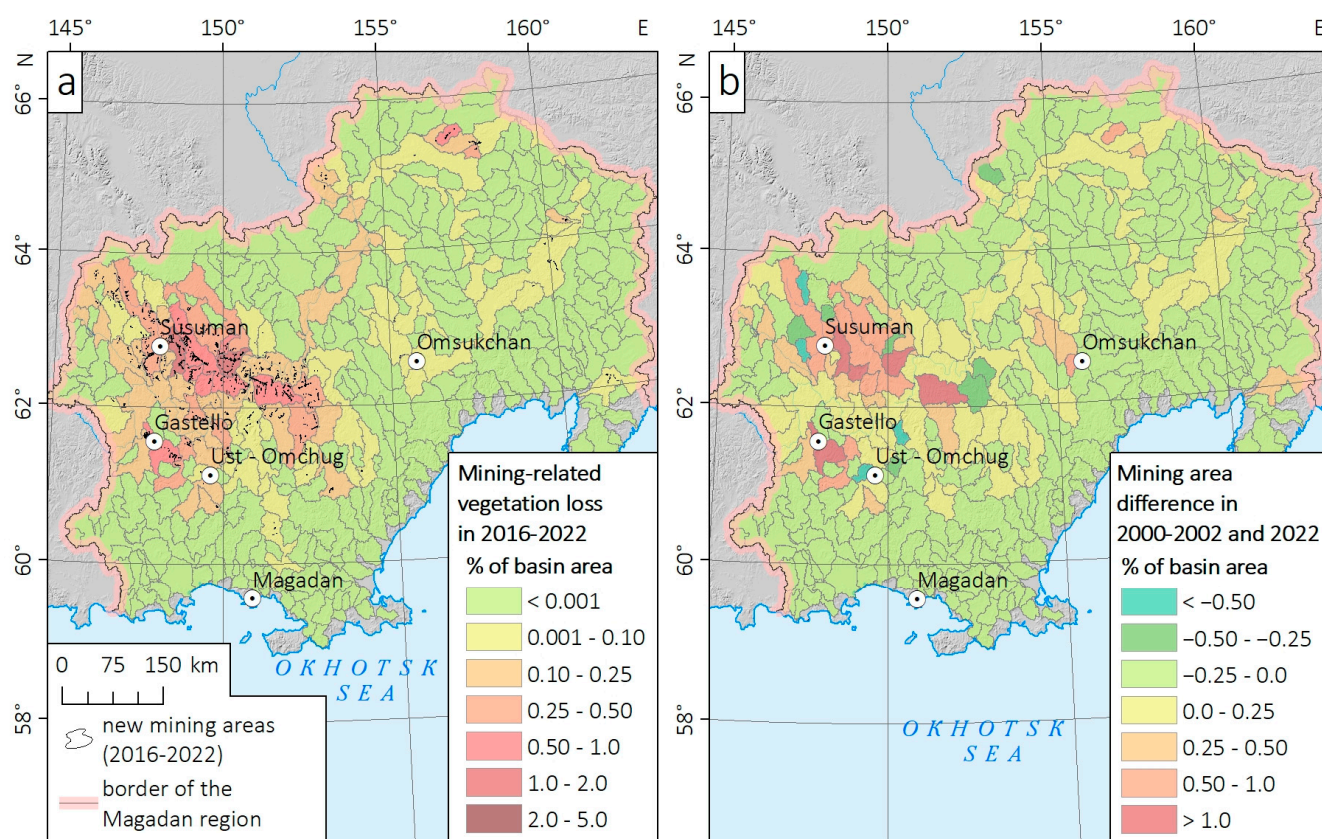 145° 150° 155° 160° E
N
a
66°
64°
62°
60°
58°
Susuman
Omsukchan
Gastello
Ust - Omchug
Magadan
OKHOTSK
SEA
0 75 150 km
new mining areas
(2016-2022)
border of the
Magadan region
Mining-related
vegetation loss
in 2016-2022
% of basin area
< 0.001
0.001 - 0.10
0.10 - 0.25
0.25 - 0.50
0.50 - 1.0
1.0 - 2.0
2.0 - 5.0
145° 150° 155° 160° E
N
b
66°
64°
62°
60°
58°
Susuman
Omsukchan
Gastello
Ust - Omchug
Magadan
OKHOTSK
SEA
Mining area
difference in
2000-2002 and 2022
% of basin area
< −0.50
−0.50 - −0.25
−0.25 - 0.0
0.0 - 0.25
0.25 - 0.50
0.50 - 1.0
> 1.0